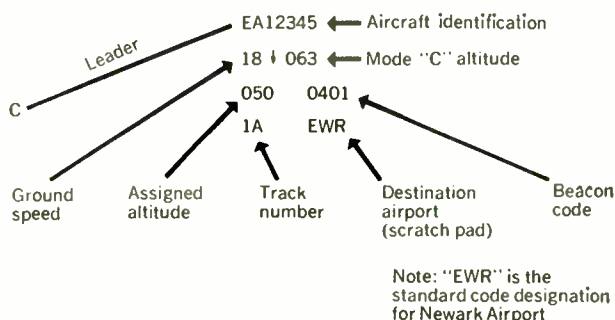 EA12345 Aircraft identification
Leader
18 ↓ 063 Mode "C" altitude
C
050 0401
1A EWR
Ground speed
Assigned altitude
Track number
Destination airport (scratch pad)
Beacon code
Note: "EWR" is the
standard code designation
for Newark Airport